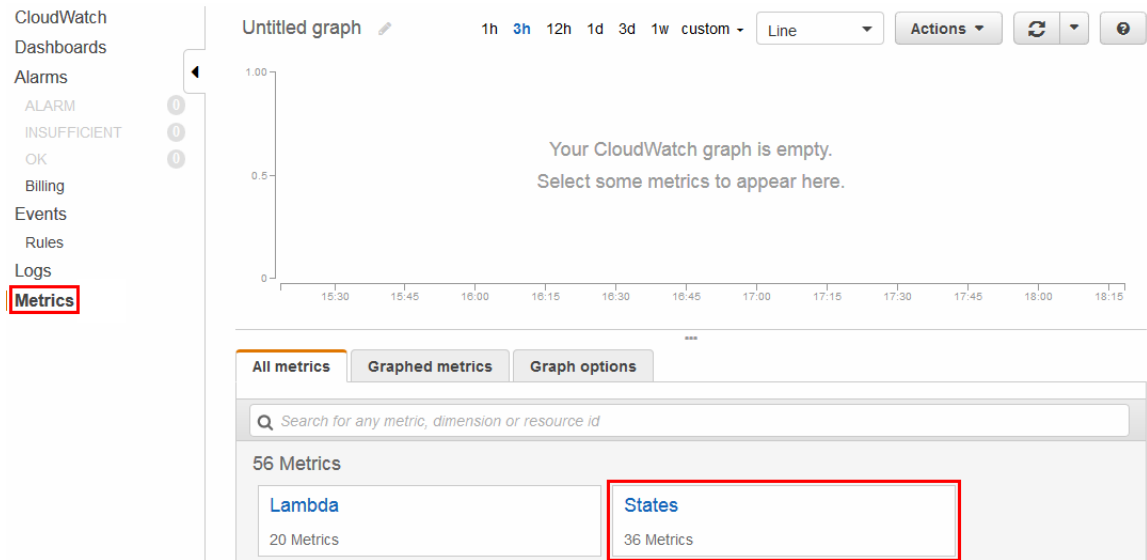 CloudWatch
Dashboards
Alarms
ALARM 0
INSUFFICIENT 0
OK 0
Billing
Events
Rules
Logs
Metrics
Untitled graph
1h 3h 12h 1d 3d 1w custom
Line
Actions
?
1.00
0.5
0
Your CloudWatch graph is empty.
Select some metrics to appear here.
15:30 15:45 16:00 16:15 16:30 16:45 17:00 17:15 17:30 17:45 18:00 18:15
All metrics Graphed metrics Graph options
Search for any metric, dimension or resource id
56 Metrics
Lambda
20 Metrics
States
36 Metrics